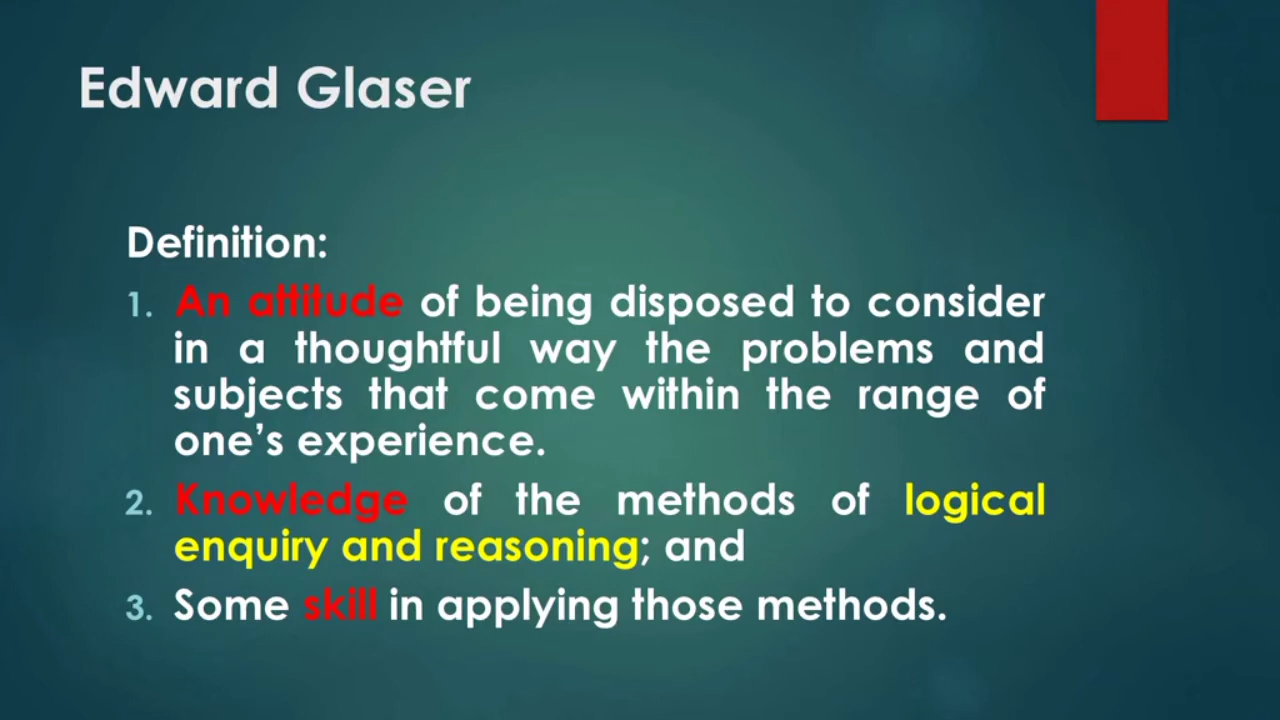 Edward Glaser
Definition:
1. An attitude of being disposed to consider
in a thoughtful way the problems and
subjects that come within the range of
one’s experience.
2. Knowledge of the methods of logical
enquiry and reasoning; and
3. Some skill in applying those methods.